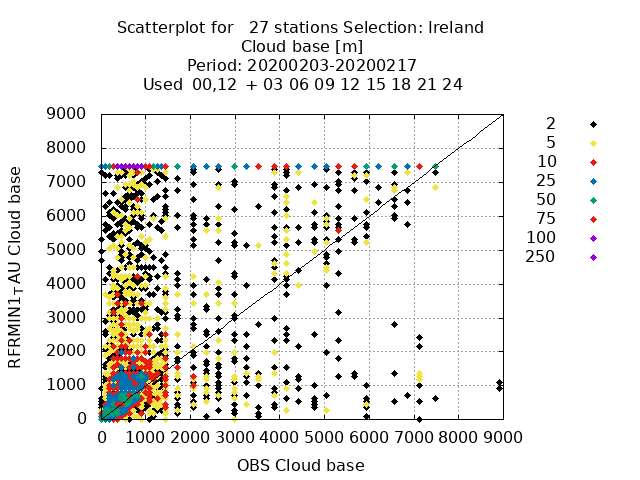 Scatterplot for 27 stations Selection: Ireland
Cloud base [m]
Period: 20200203-20200217
Used 00,12 + 03 06 09 12 15 18 21 24
9000
8000
7000
6000
5000
4000
3000
2000
1000
0
RFRMIN1T AU Cloud base
0 1000 2000 3000 4000 5000 6000 7000 8000 9000
OBS Cloud base
2
5
10
25
50
75
100
250